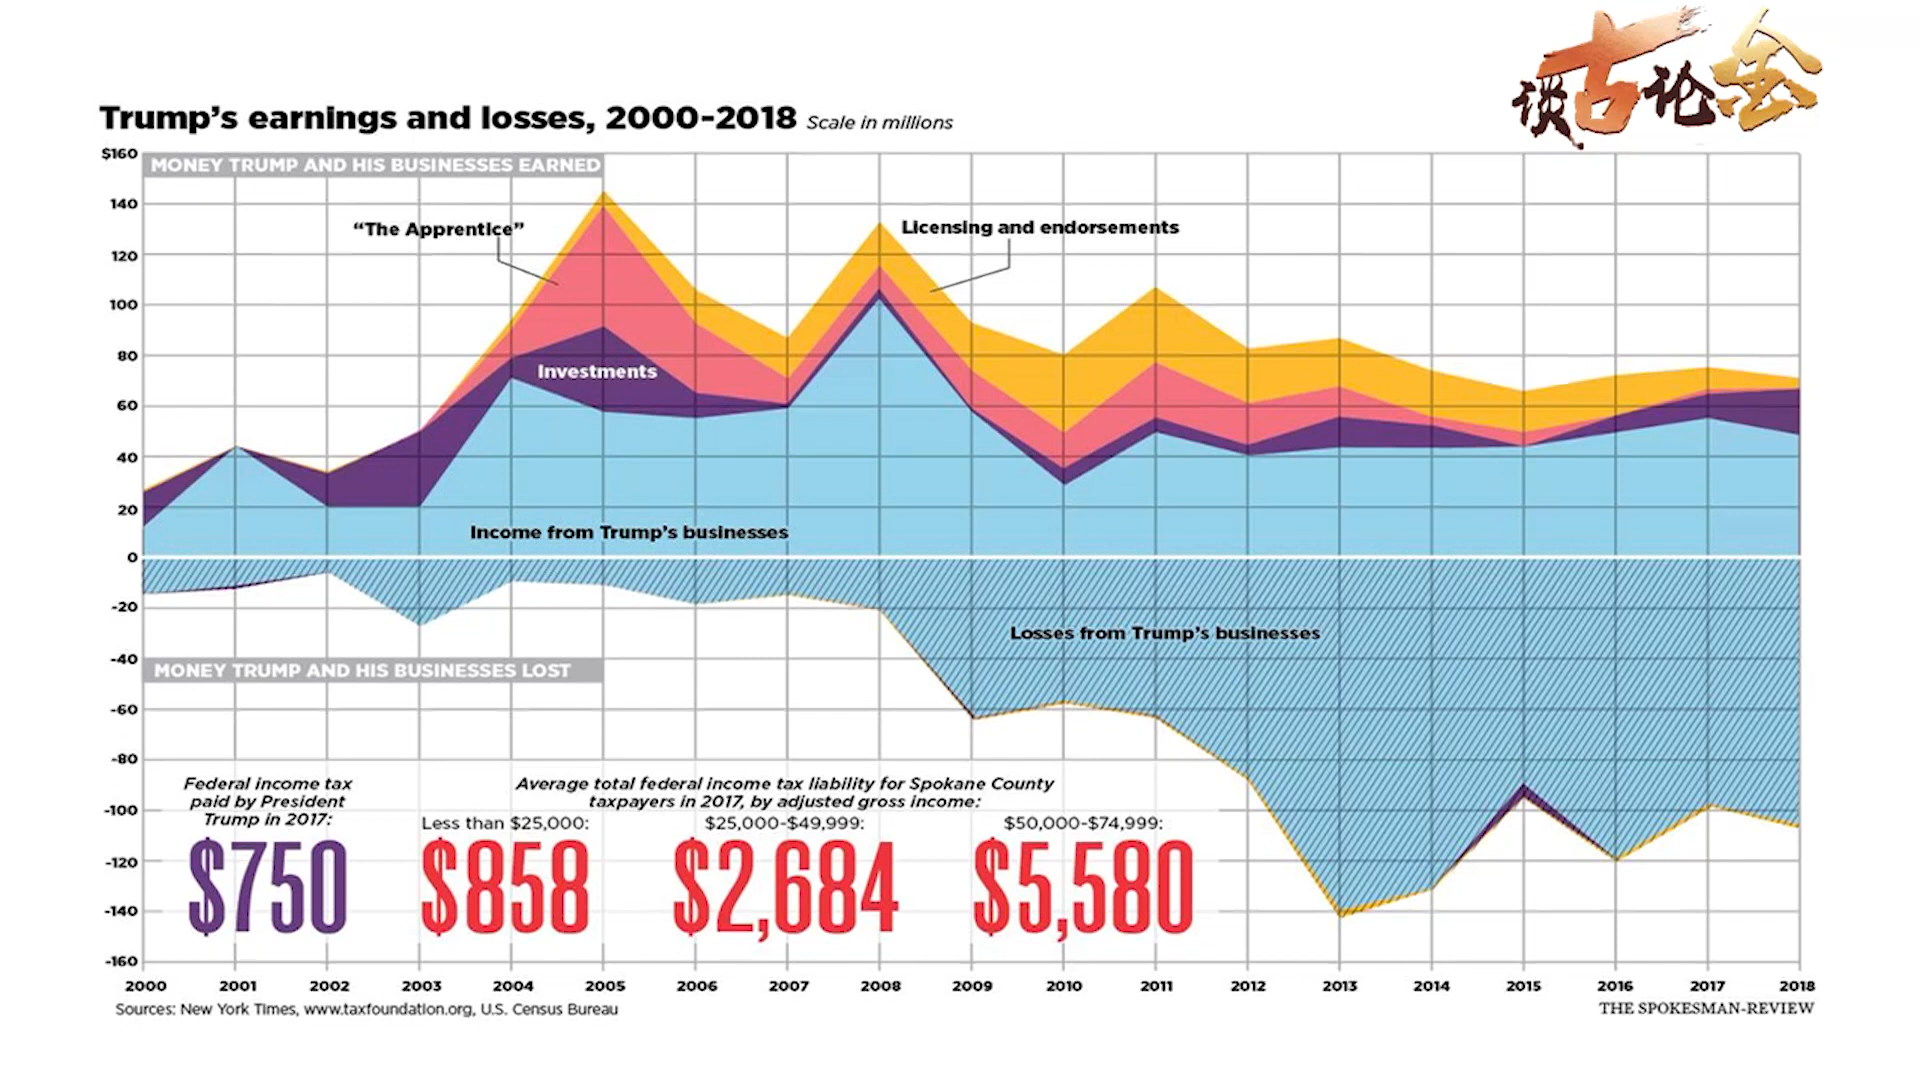 谈古论金
Trump's earnings and losses, 2000-2018 Scale in millions
$160
MONEY TRUMP AND HIS BUSINESSES EARNED
140
"The Apprentice"
Licensing and endorsements
120
100
80
Investments
60
40
20
Income from Trump's businesses
0
-20
Losses from Trump's businesses
-40
MONEY TRUMP AND HIS BUSINESSES LOST
-60
-80
Federal income tax
paid by President
Trump in 2017:
$750
Average total federal income tax liability for Spokane County
taxpayers in 2017, by adjusted gross income:
Less than $25,000:
$858
$25,000-$49,999:
$2,684
$50,000-$74,999:
$5,580
-100
-120
-140
-160
2000 2001 2002 2003 2004 2005 2006 2007 2008 2009 2010 2011 2012 2013 2014 2015 2016 2017 2018
Sources: New York Times, www.taxfoundation.org, U.S. Census Bureau
THE SPOKESMAN-REVIEW